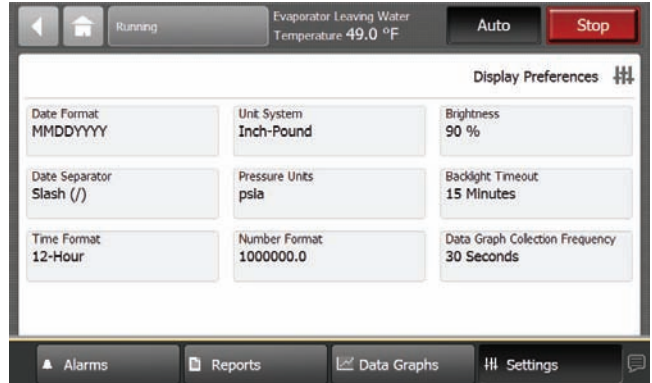 Running
Evaporator Leaving Water
Temperature 49.0 °F
Auto
Stop
Display Preferences
Date Format
MMDDYYYY
Unit System
Inch-Pound
Brightness
90 %
Date Separator
Slash (/)
Pressure Units
psia
Backlight Timeout
15 Minutes
Time Format
12-Hour
Number Format
1000000.0
Data Graph Colection Frequency
30 Seconds
Alarms
Reports
Data Graphs
Settings